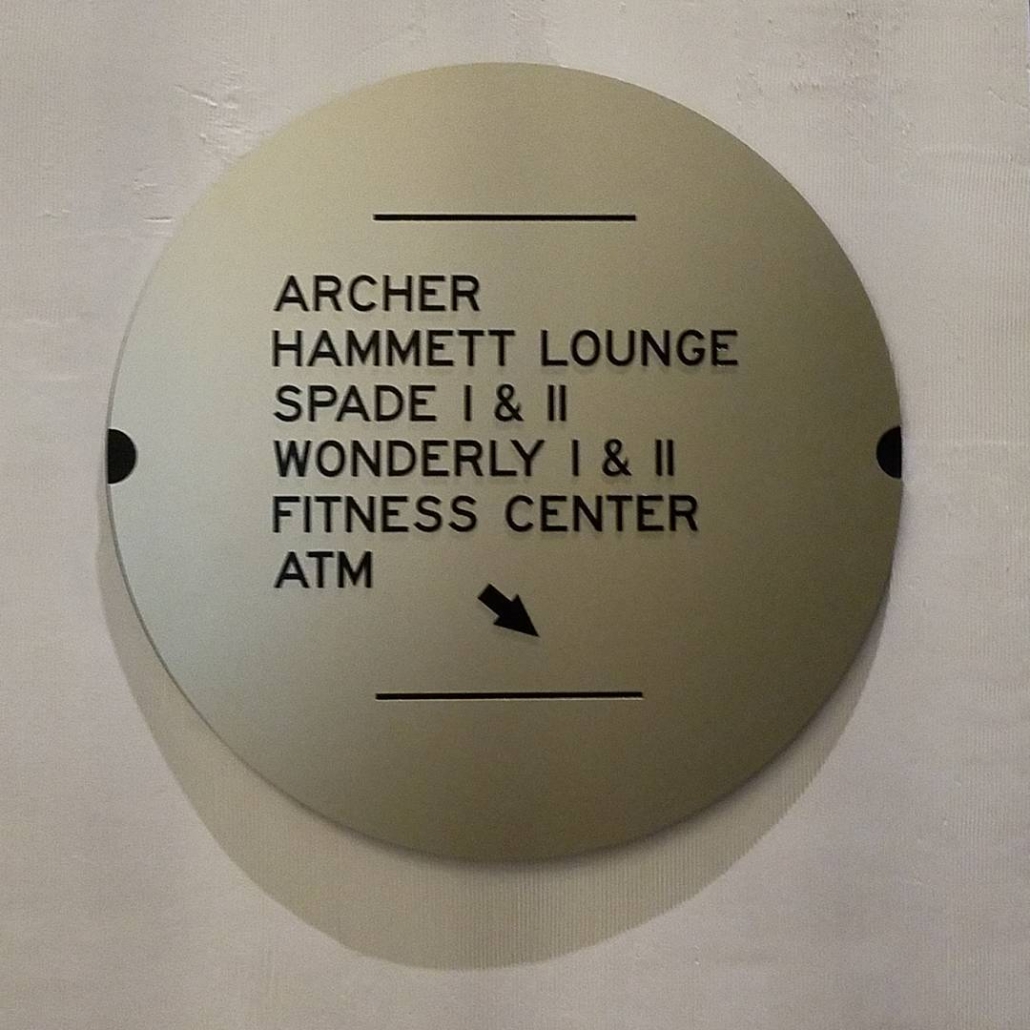 ARCHER
HAMMETT LOUNGE
SPADE I & II
WONDERLY I & II
FITNESS CENTER
ATM